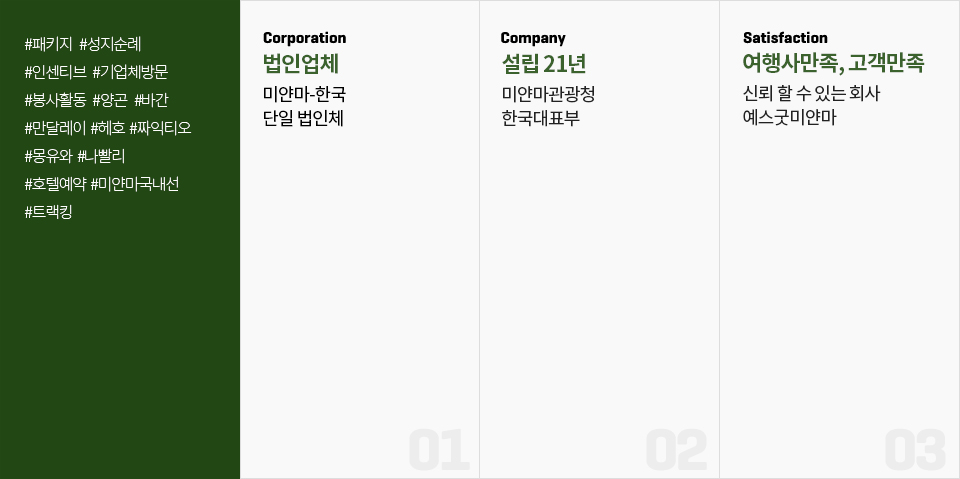 #패키지 #성지순례
#인센티브 #기업체방문
#봉사활동 #양곤 #바간
#만달레이 #헤호 #짜익티오
#몽유와 #나빨리
#호텔예약 #미얀마국내선
#트랙킹
Corporation
법인업체
미얀마-한국
단일 법인체
01
Company
설립 21년
미얀마관광청
한국대표부
02
Satisfaction
여행사만족, 고객만족
신뢰 할 수 있는 회사
예스굿미얀마
03